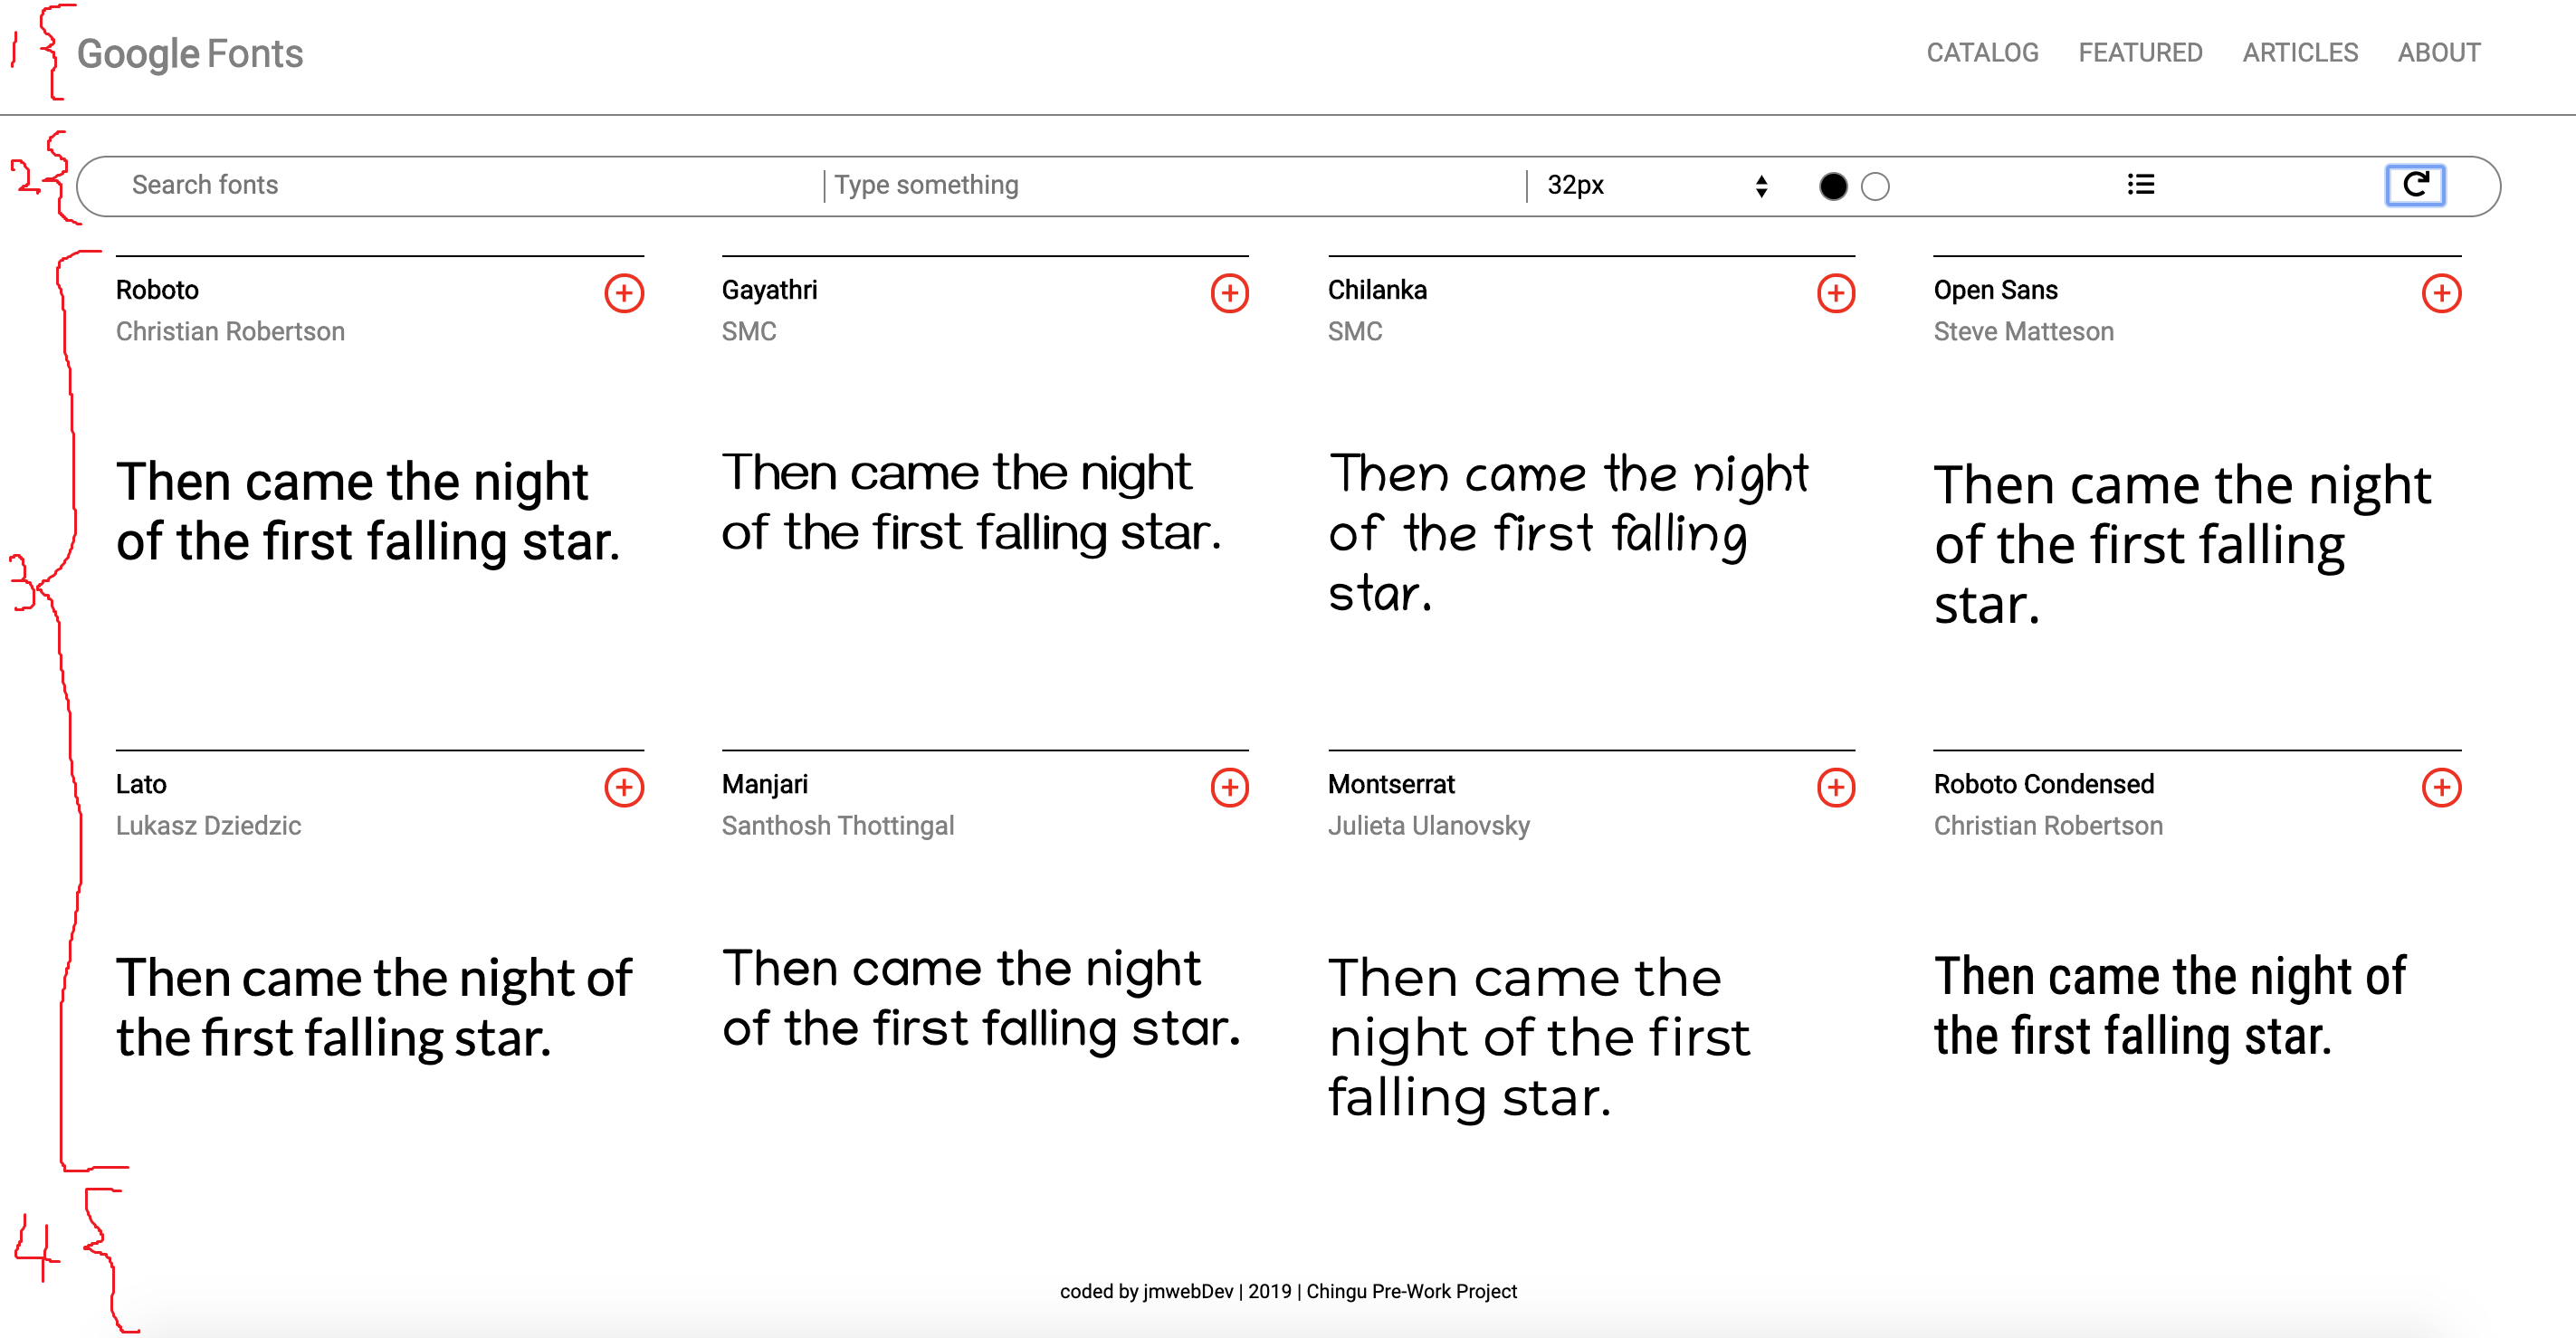 1
Google Fonts
CATALOG FEATURED ARTICLES ABOUT
2
Search fonts
Type something
32px
3
Roboto
Christian Robertson
Then came the night
of the first falling star.
Gayathri
SMC
Then came the night
of the first falling star.
Chilanka
SMC
Then came the night
of the first falling
star.
Open Sans
Steve Matteson
Then came the night
of the first falling
star.
Lato
Lukasz Dziedzic
Then came the night of
the first falling star.
Manjari
Santhosh Thottingal
Then came the night
of the first falling star.
Montserrat
Julieta Ulanovsky
Then came the
night of the first
falling star.
Roboto Condensed
Christian Robertson
Then came the night of
the first falling star.
4
coded by jmwebDev | 2019 | Chingu Pre-Work Project